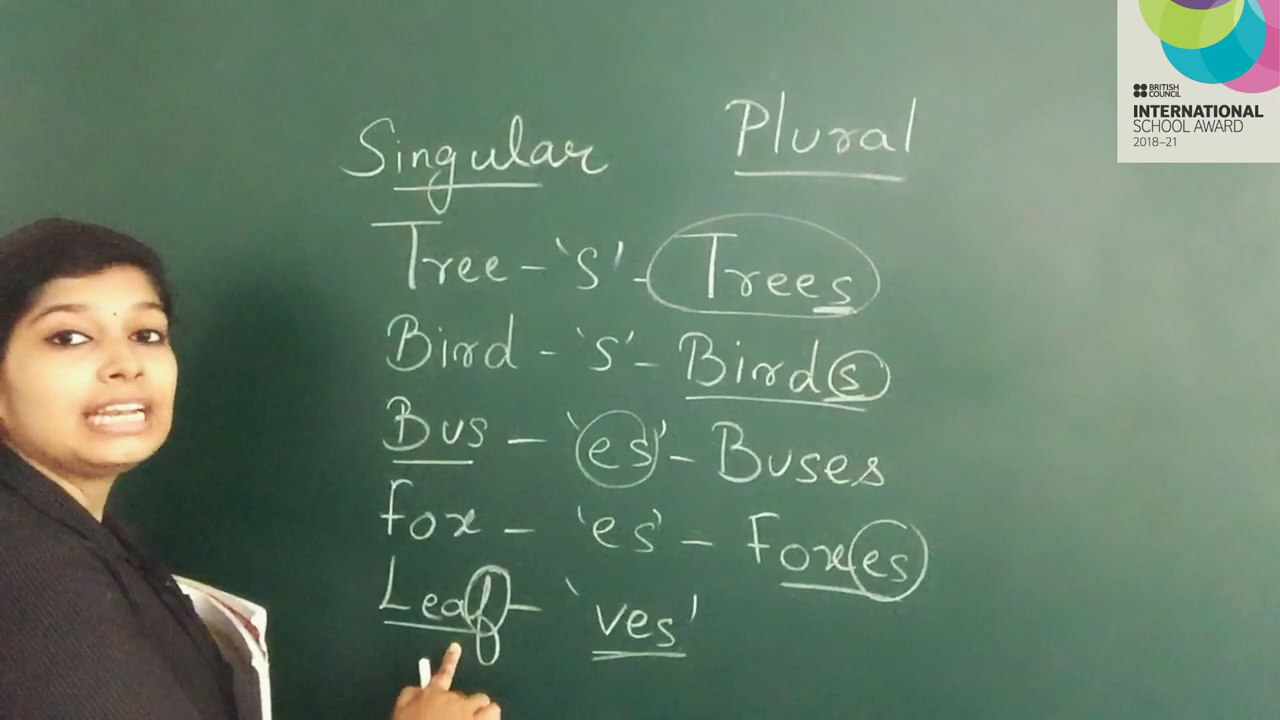 BRITISH COUNCIL
INTERNATIONAL
SCHOOL AWARD
2018–21
Singular Plural
Tree – 's' - Trees
Bird – 's' – Birds
Bus – 'es' – Buses
Fox – 'es' – Foxes
Leaf – 'ves'